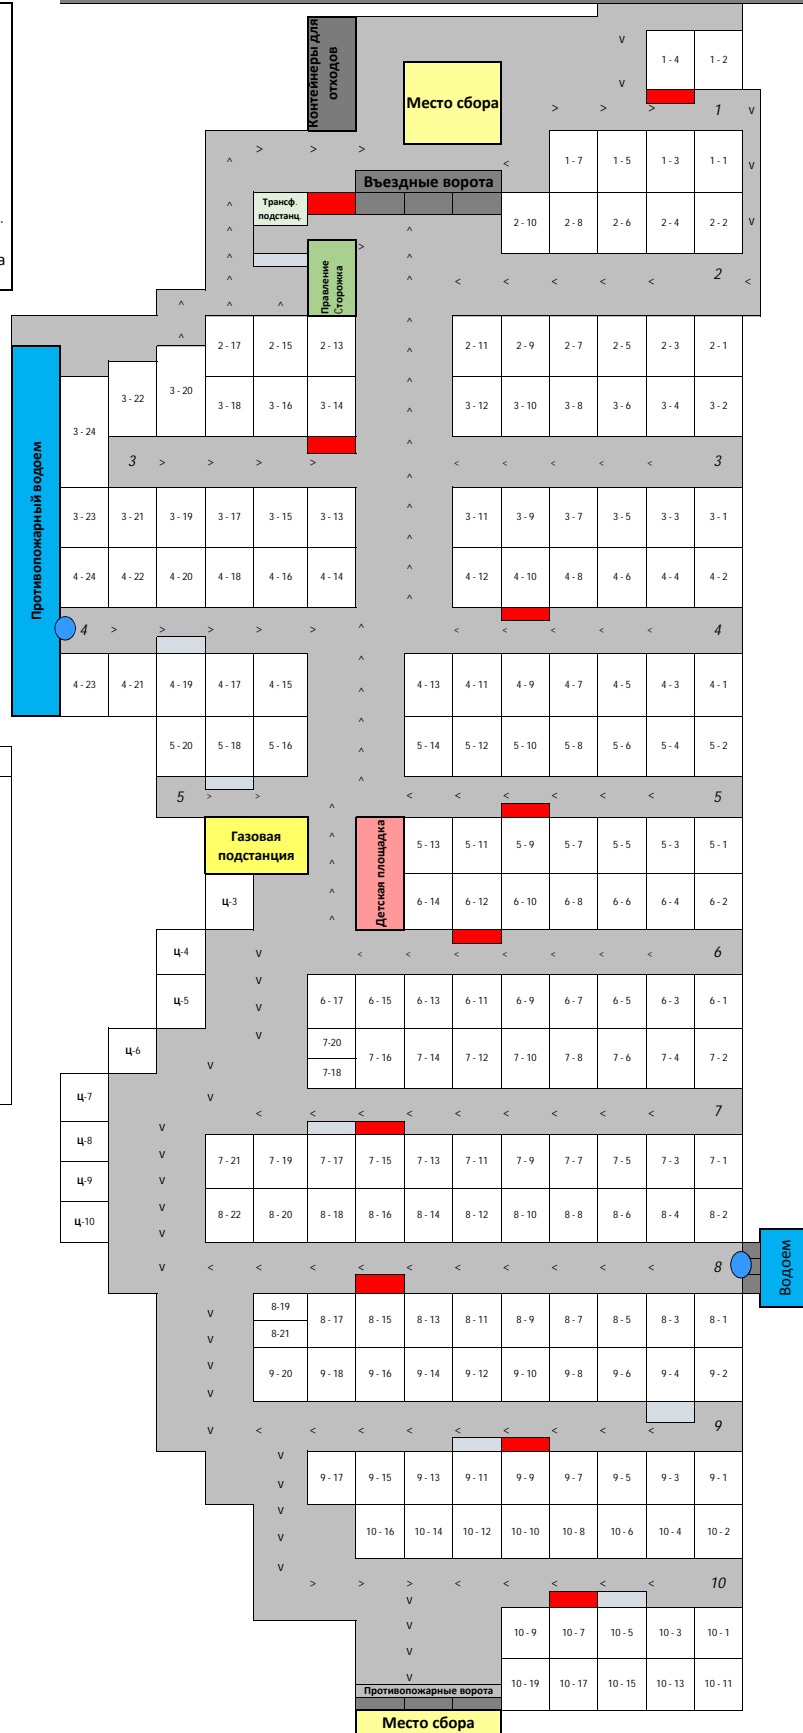 Контейнеры для
отходов
Место сбора
v
v
1 - 4
1 - 2
> > > 1 v
1 - 7
1 - 5
1 - 3
1 - 1
v
^ > > > <
Въездные ворота
Трансф.
подстанц.
2 - 10
2 - 8
2 - 6
2 - 4
2 - 2
v
.
а
Правление
Сторожка
>
^ ^
^ ^
^ ^
< < < < < 2 <
^ ^ ^
^
2 - 17
2 - 15
2 - 13
^
^
2 - 11
2 - 9
2 - 7
2 - 5
2 - 3
2 - 1
3 - 24
3 - 22
3 - 20
3 - 18
3 - 16
3 - 14
^
^
3 - 12
3 - 10
3 - 8
3 - 6
3 - 4
3 - 2
3 > > > > ^ < < < < < 3
Противопожарный водоем
3 - 23
3 - 21
3 - 19
3 - 17
3 - 15
3 - 13
^
^
^
3 - 11
3 - 9
3 - 7
3 - 5
3 - 3
3 - 1
4 - 24
4 - 22
4 - 20
4 - 18
4 - 16
4 - 14
^
^
4 - 12
4 - 10
4 - 8
4 - 6
4 - 4
4 - 2
4 > > > > > ^ < < < < < 4
4 - 23
4 - 21
4 - 19
4 - 17
4 - 15
^
^
4 - 13
4 - 11
4 - 9
4 - 7
4 - 5
4 - 3
4 - 1
5 - 20
5 - 18
5 - 16
^
^
5 - 14
5 - 12
5 - 10
5 - 8
5 - 6
5 - 4
5 - 2
^
5 > > < < < < < < 5
Газовая
подстанция
^
^
^
^
^
Детская площадка
5 - 13
5 - 11
5 - 9
5 - 7
5 - 5
5 - 3
5 - 1
Ц-3
6 - 14
6 - 12
6 - 10
6 - 8
6 - 6
6 - 4
6 - 2
Ц-4
v < < < < < < < 6
Ц-5
v
v
v
6 - 17
6 - 15
6 - 13
6 - 11
6 - 9
6 - 7
6 - 5
6 - 3
6 - 1
Ц-6
v
7-20
7-18
7 - 16
7 - 14
7 - 12
7 - 10
7 - 8
7 - 6
7 - 4
7 - 2
Ц-7
v
< < < < < < < < < 7
Ц-8
v
v
v
7 - 21
7 - 19
7 - 17
7 - 15
7 - 13
7 - 11
7 - 9
7 - 7
7 - 5
7 - 3
7 - 1
Ц-9
Ц-10
v
v
8 - 22
8 - 20
8 - 18
8 - 16
8 - 14
8 - 12
8 - 10
8 - 8
8 - 6
8 - 4
8 - 2
v < < < < < < < < < < 8
Водоем
v
v
8-19
8-21
8 - 17
8 - 15
8 - 13
8 - 11
8 - 9
8 - 7
8 - 5
8 - 3
8 - 1
v
v
9 - 20
9 - 18
9 - 16
9 - 14
9 - 12
9 - 10
9 - 8
9 - 6
9 - 4
9 - 2
v < < < < < < < < < 9
v
v
9 - 17
9 - 15
9 - 13
9 - 11
9 - 9
9 - 7
9 - 5
9 - 3
9 - 1
v
v
10 - 16
10 - 14
10 - 12
10 - 10
10 - 8
10 - 6
10 - 4
10 - 2
v
> > > < < < < < 10
v
v
v
v
10 - 9
10 - 7
10 - 5
10 - 3
10 - 1
10 - 19
10 - 17
10 - 15
10 - 13
10 - 11
Противопожарные ворота
Место сбора